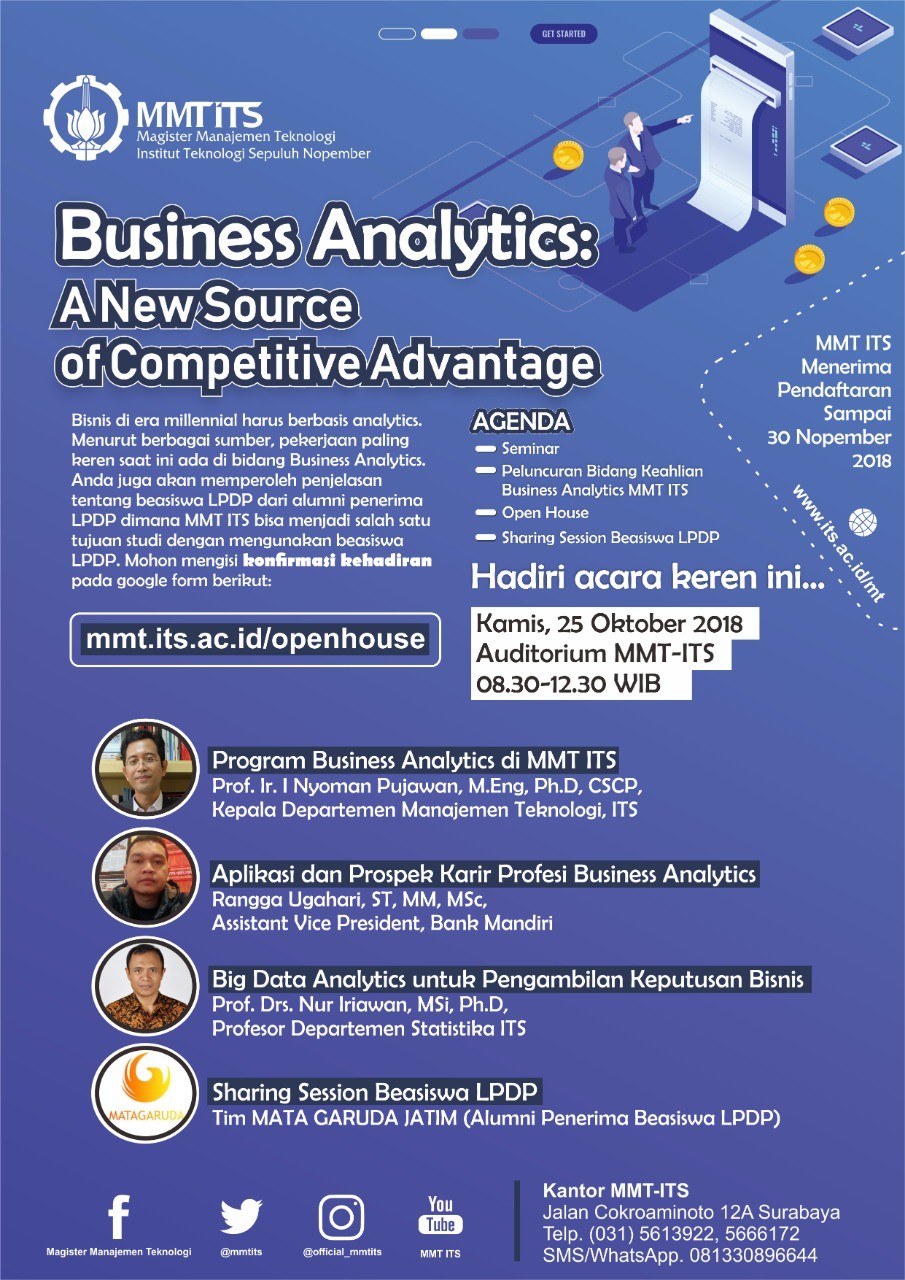 GET STARTED
MMT ITS
Magister Manajemen Teknologi
Institut Teknologi Sepuluh Nopember
Business Analytics:
A New Source
of Competitive Advantage
Bisnis di era millennial harus berbasis analytics.
Menurut berbagai sumber, pekerjaan paling
keren saat ini ada di bidang Business Analytics.
Anda juga akan memperoleh penjelasan
tentang beasiswa LPDP dari alumni penerima
LPDP dimana MMT ITS bisa menjadi salah satu
tujuan studi dengan mengunakan beasiswa
LPDP. Mohon mengisi konfirmasi kehadiran
pada google form berikut:
mmt.its.ac.id/openhouse
AGENDA
Seminar
Peluncuran Bidang Keahlian
Business Analytics MMT ITS
Open House
Sharing Session Beasiswa LPDP
Hadiri acara keren ini...
Kamis, 25 Oktober 2018
Auditorium MMT-ITS
08.30-12.30 WIB
MMT ITS
Menerima
Pendaftaran
Sampai
30 Nopember
2018
www.its.ac.id/mt
Program Business Analytics di MMT ITS
Prof. Ir. I Nyoman Pujawan, M.Eng, Ph.D, CSCP,
Kepala Departemen Manajemen Teknologi, ITS
Aplikasi dan Prospek Karir Profesi Business Analytics
Rangga Ugahari, ST, MM, MSc,
Assistant Vice President, Bank Mandiri
Big Data Analytics untuk Pengambilan Keputusan Bisnis
Prof. Drs. Nur Iriawan, MSi, Ph.D,
Profesor Departemen Statistika ITS
MATAGARUDA
Sharing Session Beasiswa LPDP
Tim MATA GARUDA JATIM (Alumni Penerima Beasiswa LPDP)
Magister Manajemen Teknologi
@mmtits
@official_mmtits
You
Tube
MMT ITS
Kantor MMT-ITS
Jalan Cokroaminoto 12A Surabaya
Telp. (031) 5613922, 5666172
SMS/WhatsApp. 081330896644